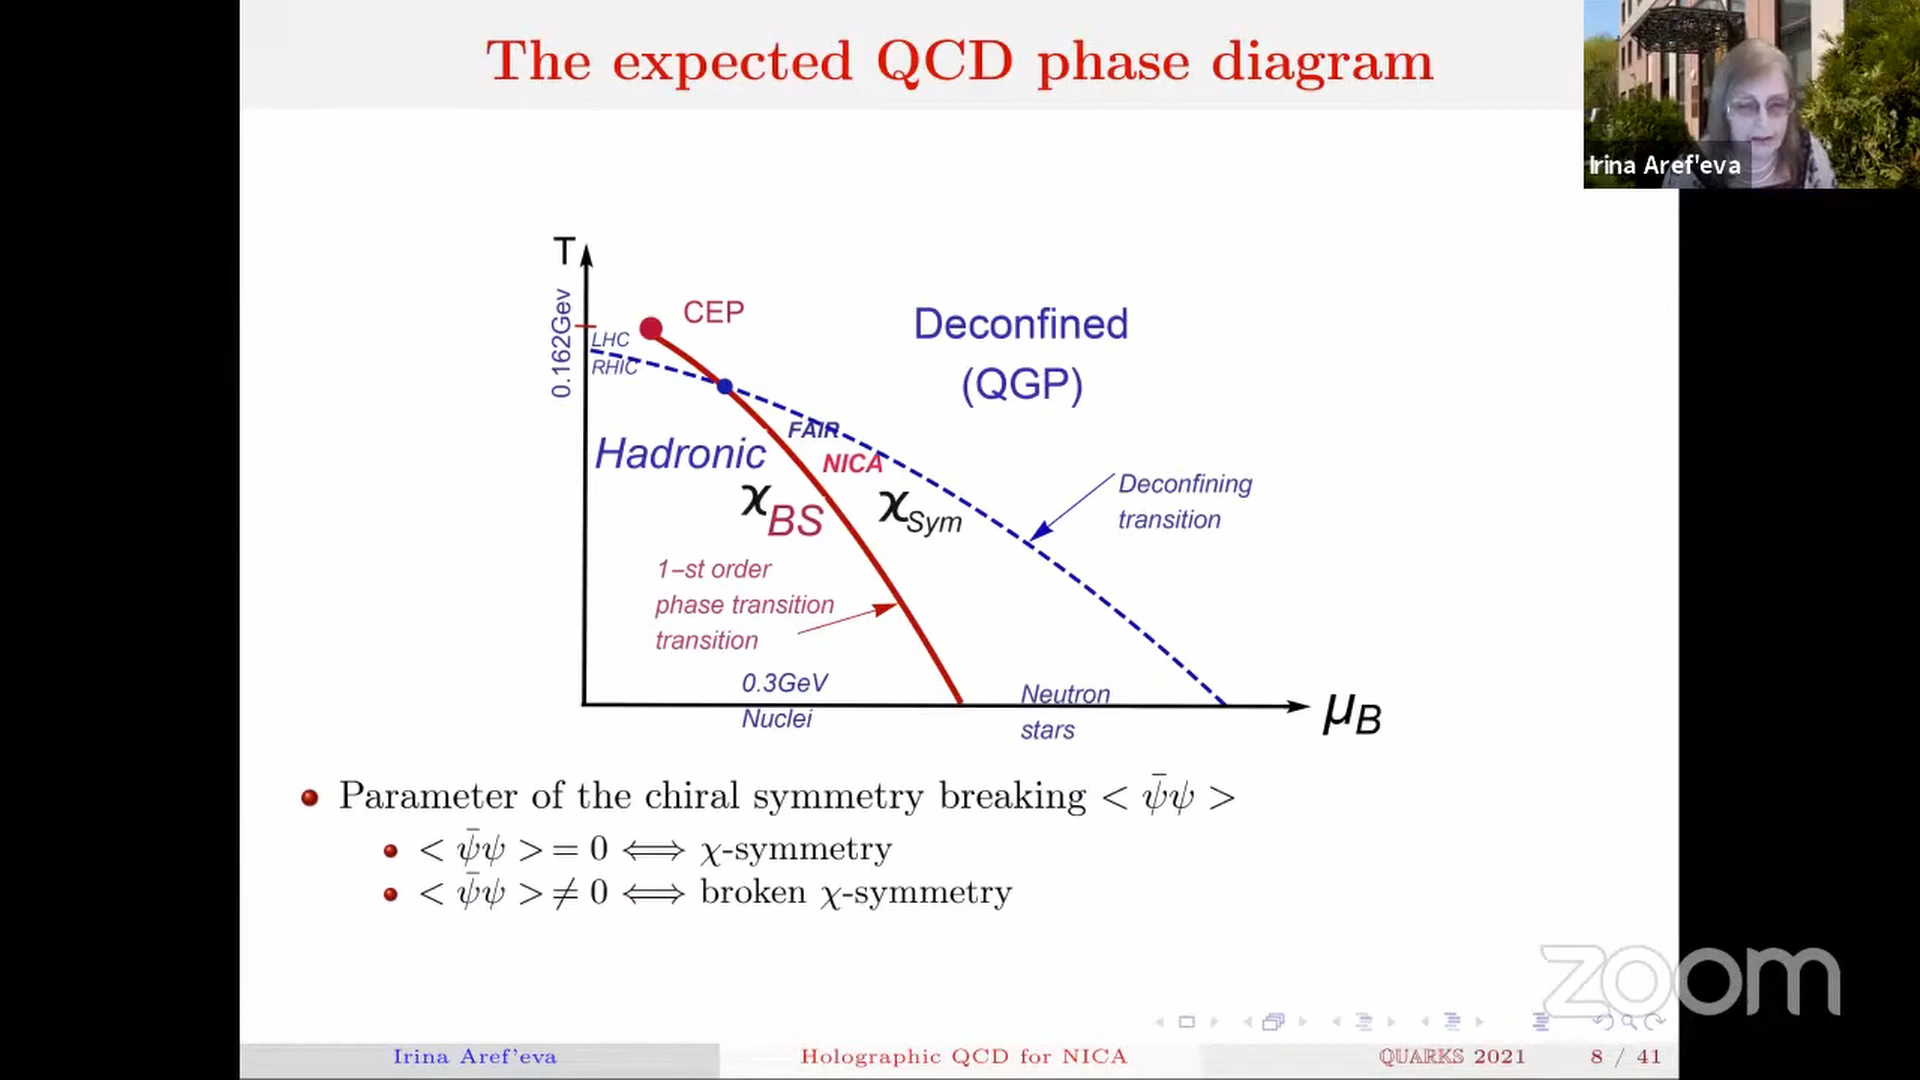 The expected QCD phase diagram
Irina Aref'eva
T
0.162Gev
CEP
LHC
RHIC
Deconfined
(QGP)
FAIR
Hadronic
NICA
χBS
χSym
Deconfining
transition
1-st order
phase transition
transition
0.3GeV
Nuclei
Neutron
stars
μB
Parameter of the chiral symmetry breaking < ψ̄ψ >
< ψ̄ψ > = 0 ⟺ χ-symmetry
< ψ̄ψ > ≠ 0 ⟺ broken χ-symmetry
zoom
Irina Aref'eva
Holographic QCD for NICA
QUARKS 2021
8 / 41